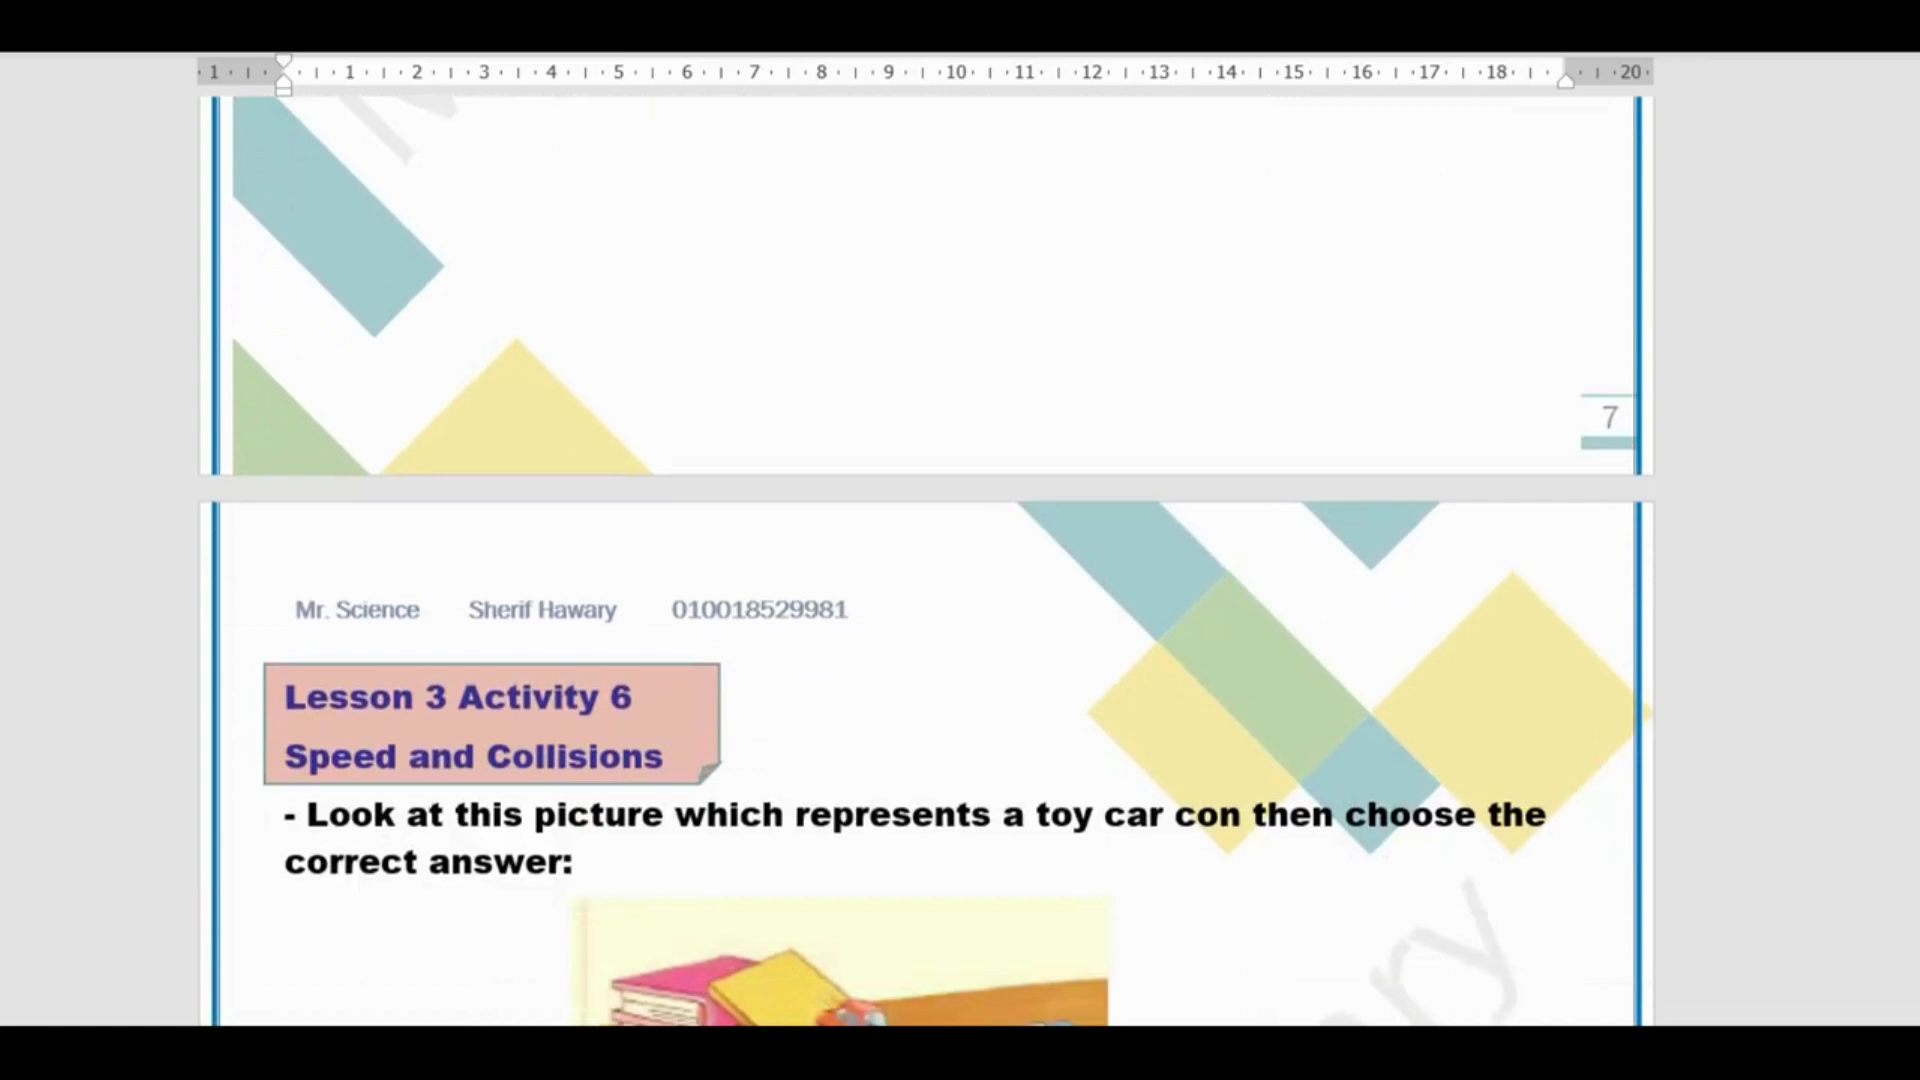 1 1 2 3 4 5 6 7 8 9 10 11 12 13 14 15 16 17 18 20
7
Mr. Science Sherif Hawary 010018529981
Lesson 3 Activity 6
Speed and Collisions
- Look at this picture which represents a toy car con then choose the
correct answer: